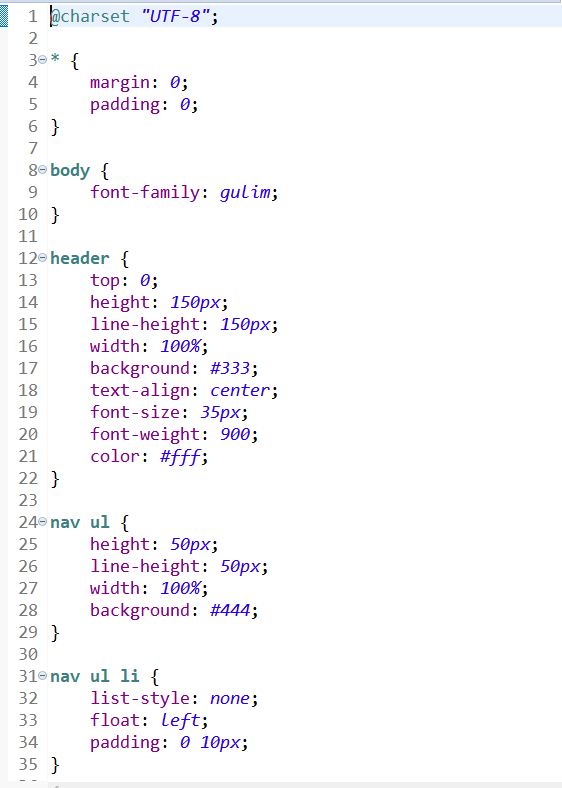 1 @charset "UTF-8";
2
3 * {
4     margin: 0;
5     padding: 0;
6 }
7
8 body {
9     font-family: gulim;
10 }
11
12 header {
13     top: 0;
14     height: 150px;
15     line-height: 150px;
16     width: 100%;
17     background: #333;
18     text-align: center;
19     font-size: 35px;
20     font-weight: 900;
21     color: #fff;
22 }
23
24 nav ul {
25     height: 50px;
26     line-height: 50px;
27     width: 100%;
28     background: #444;
29 }
30
31 nav ul li {
32     list-style: none;
33     float: left;
34     padding: 0 10px;
35 }